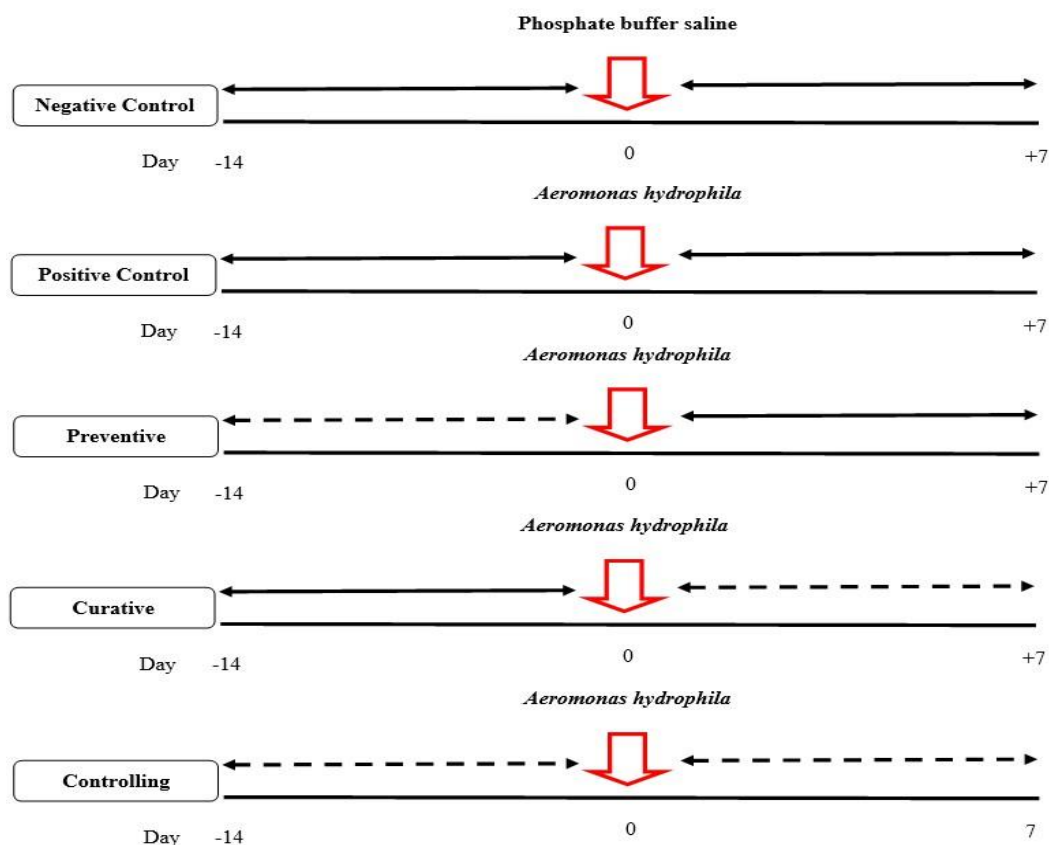 Phosphate buffer saline
Negative Control
Day -14 0 +7
Aeromonas hydrophila
Positive Control
Day -14 0 +7
Aeromonas hydrophila
Preventive
Day -14 0 +7
Aeromonas hydrophila
Curative
Day -14 0 +7
Aeromonas hydrophila
Controlling
Day -14 0 7